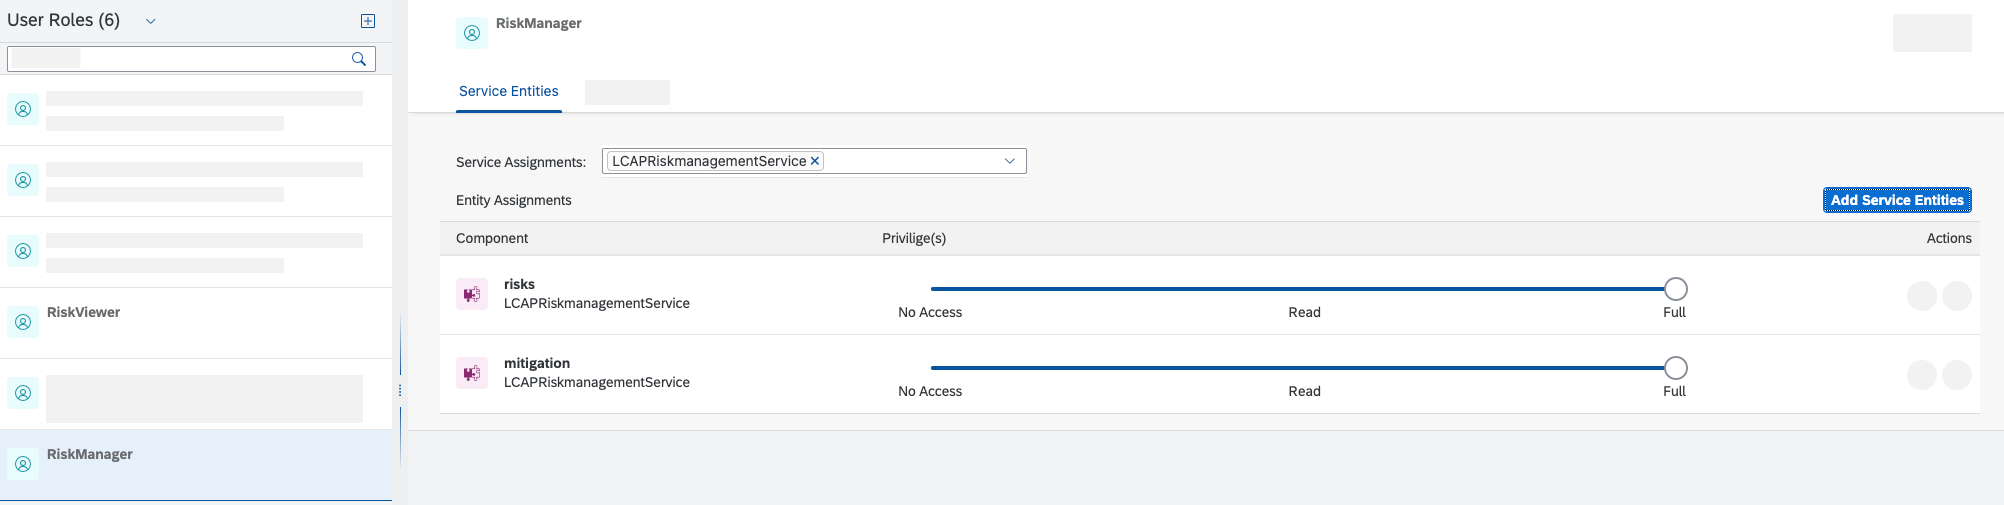 User Roles (6)
RiskViewer
RiskManager
RiskManager
Service Entities
Service Assignments: LCAPRiskmanagementService
Entity Assignments Add Service Entities
Component Privilige(s) Actions
risks
LCAPRiskmanagementService
No Access Read Full
mitigation
LCAPRiskmanagementService
No Access Read Full